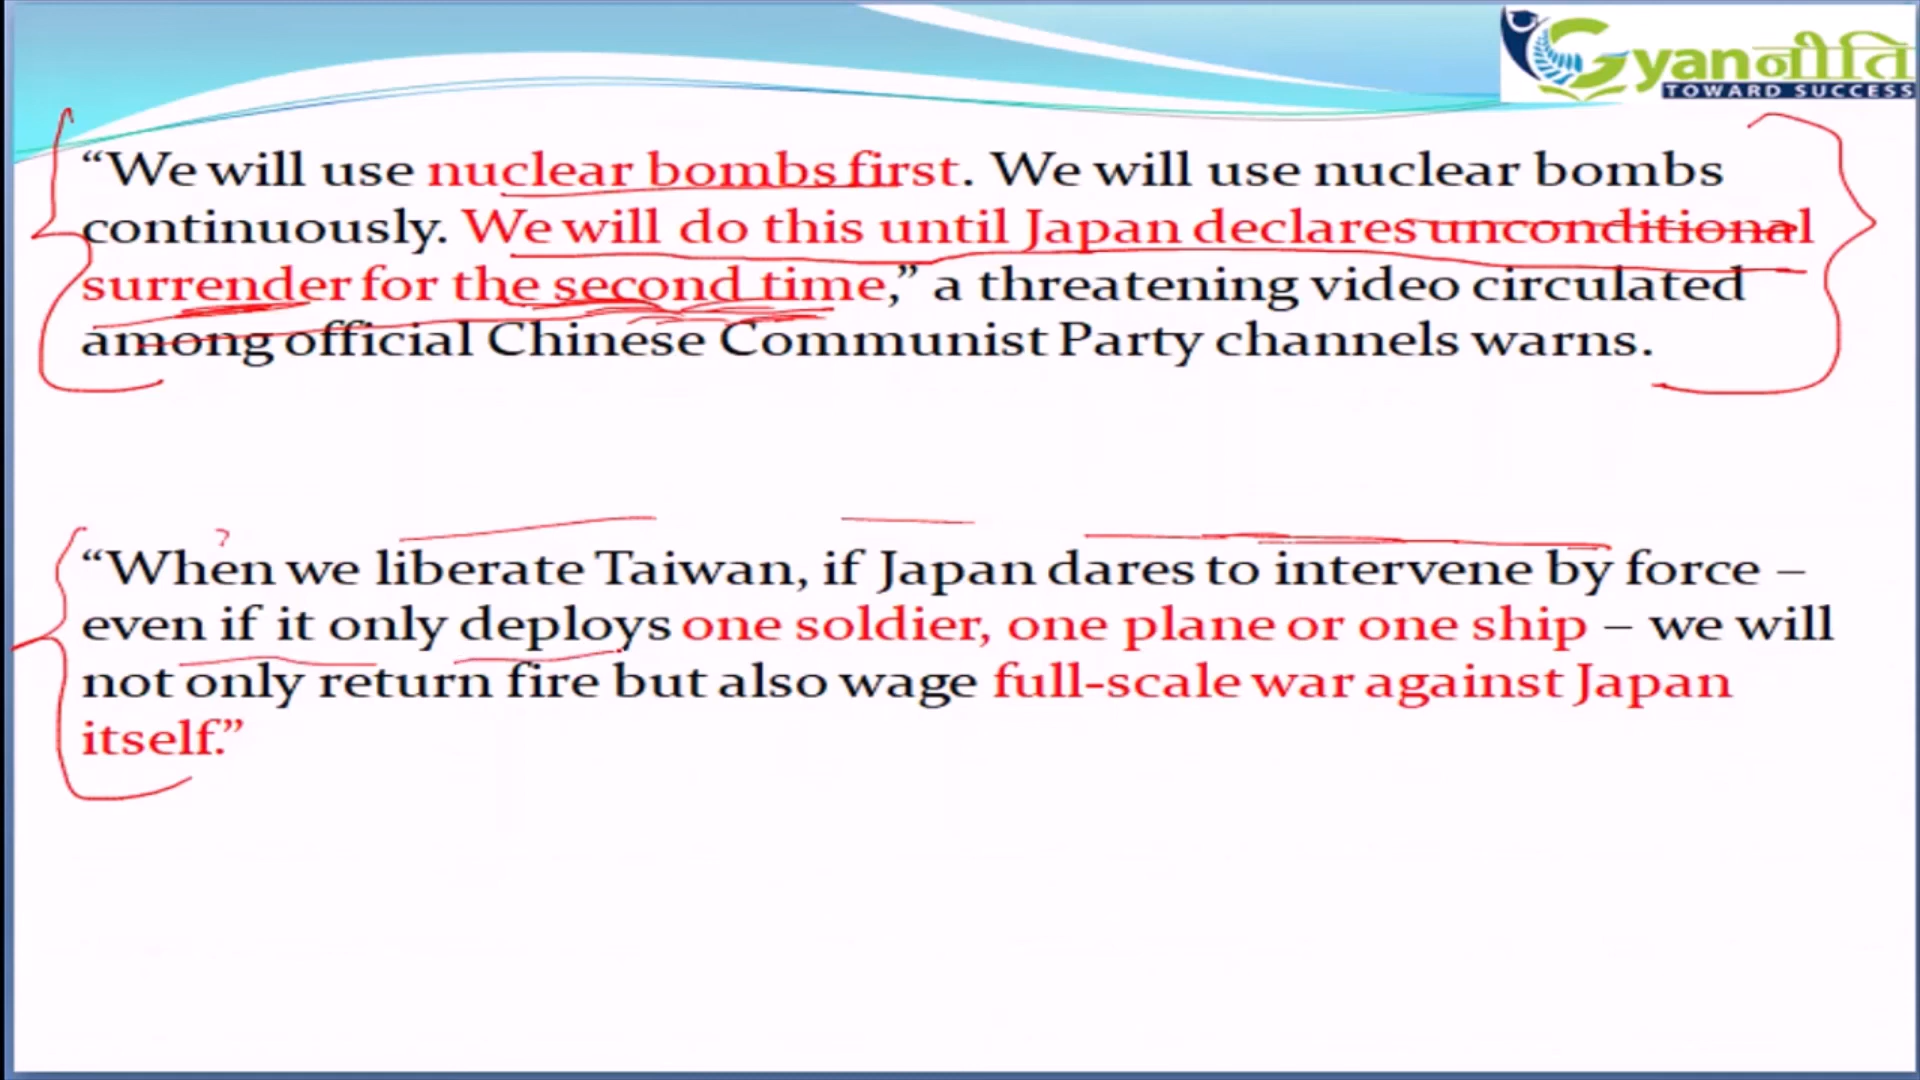 Gyanनीति
TOWARD SUCCESS
“We will use nuclear bombs first. We will use nuclear bombs
continuously. We will do this until Japan declares unconditional
surrender for the second time,” a threatening video circulated
among official Chinese Communist Party channels warns.
?
“When we liberate Taiwan, if Japan dares to intervene by force –
even if it only deploys one soldier, one plane or one ship – we will
not only return fire but also wage full-scale war against Japan
itself.”